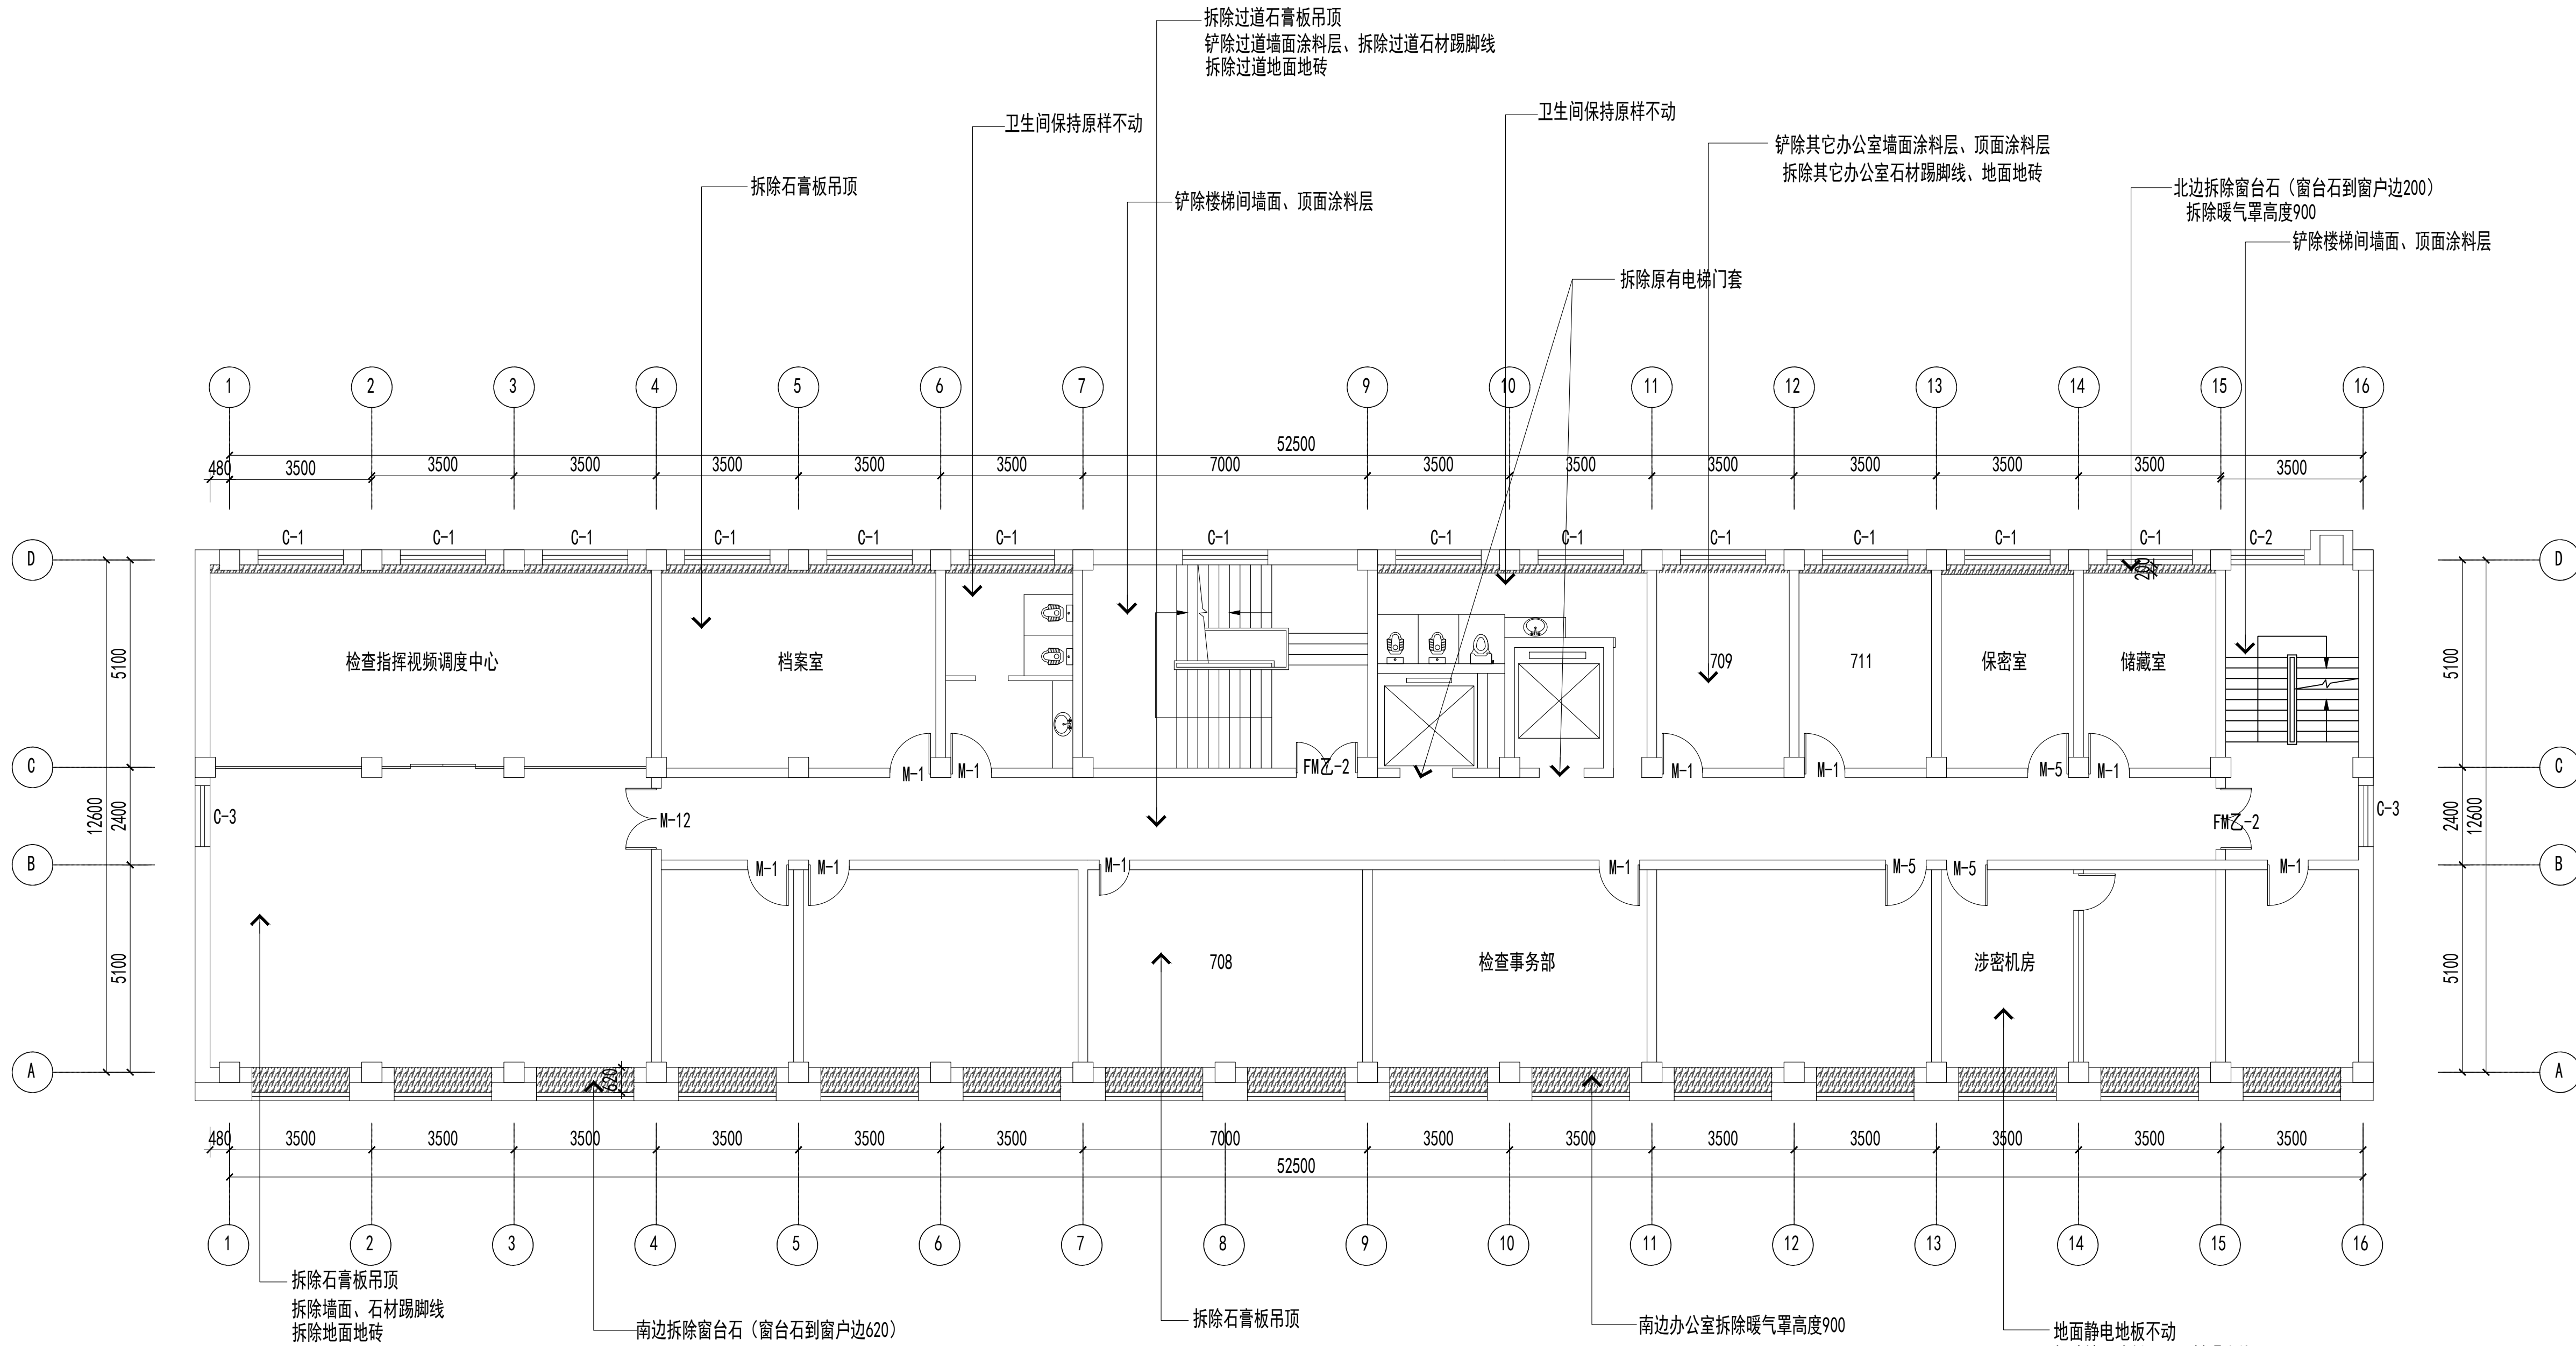 拆除过道石膏板吊顶
铲除过道墙面涂料层、拆除过道石材踢脚线
拆除过道地面地砖
卫生间保持原样不动
卫生间保持原样不动
铲除其它办公室墙面涂料层、顶面涂料层
拆除其它办公室石材踢脚线、地面地砖
拆除石膏板吊顶
铲除楼梯间墙面、顶面涂料层
北边拆除窗台石（窗台石到窗户边200）
拆除暖气罩高度900
铲除楼梯间墙面、顶面涂料层
拆除原有电梯门套
1 2 3 4 5 6 7 9 10 11 12 13 14 15 16
52500
480 3500 3500 3500 3500 3500 3500 7000 3500 3500 3500 3500 3500 3500 3500
C-1 C-1 C-1 C-1 C-1 C-1 C-1 C-1 C-1 C-1 C-1 C-1 C-1 C-2
D D
200
5100 检查指挥视频调度中心 档案室 709 711 保密室 储藏室 5100
C C
M-1 M-1 FM乙-2 M-1 M-1 M-5 M-1
12600 2400 C-3 M-12 FM乙-2 C-3 2400 12600
B B
M-1 M-1 M-1 M-1 M-5 M-5 M-1
5100 708 检查事务部 涉密机房 5100
A A
620
480 3500 3500 3500 3500 3500 3500 7000 3500 3500 3500 3500 3500 3500 3500
52500
1 2 3 4 5 6 7 8 9 10 11 12 13 14 15 16
拆除石膏板吊顶
拆除墙面、石材踢脚线
拆除地面地砖
南边拆除窗台石（窗台石到窗户边620）
拆除石膏板吊顶
南边办公室拆除暖气罩高度900
地面静电地板不动